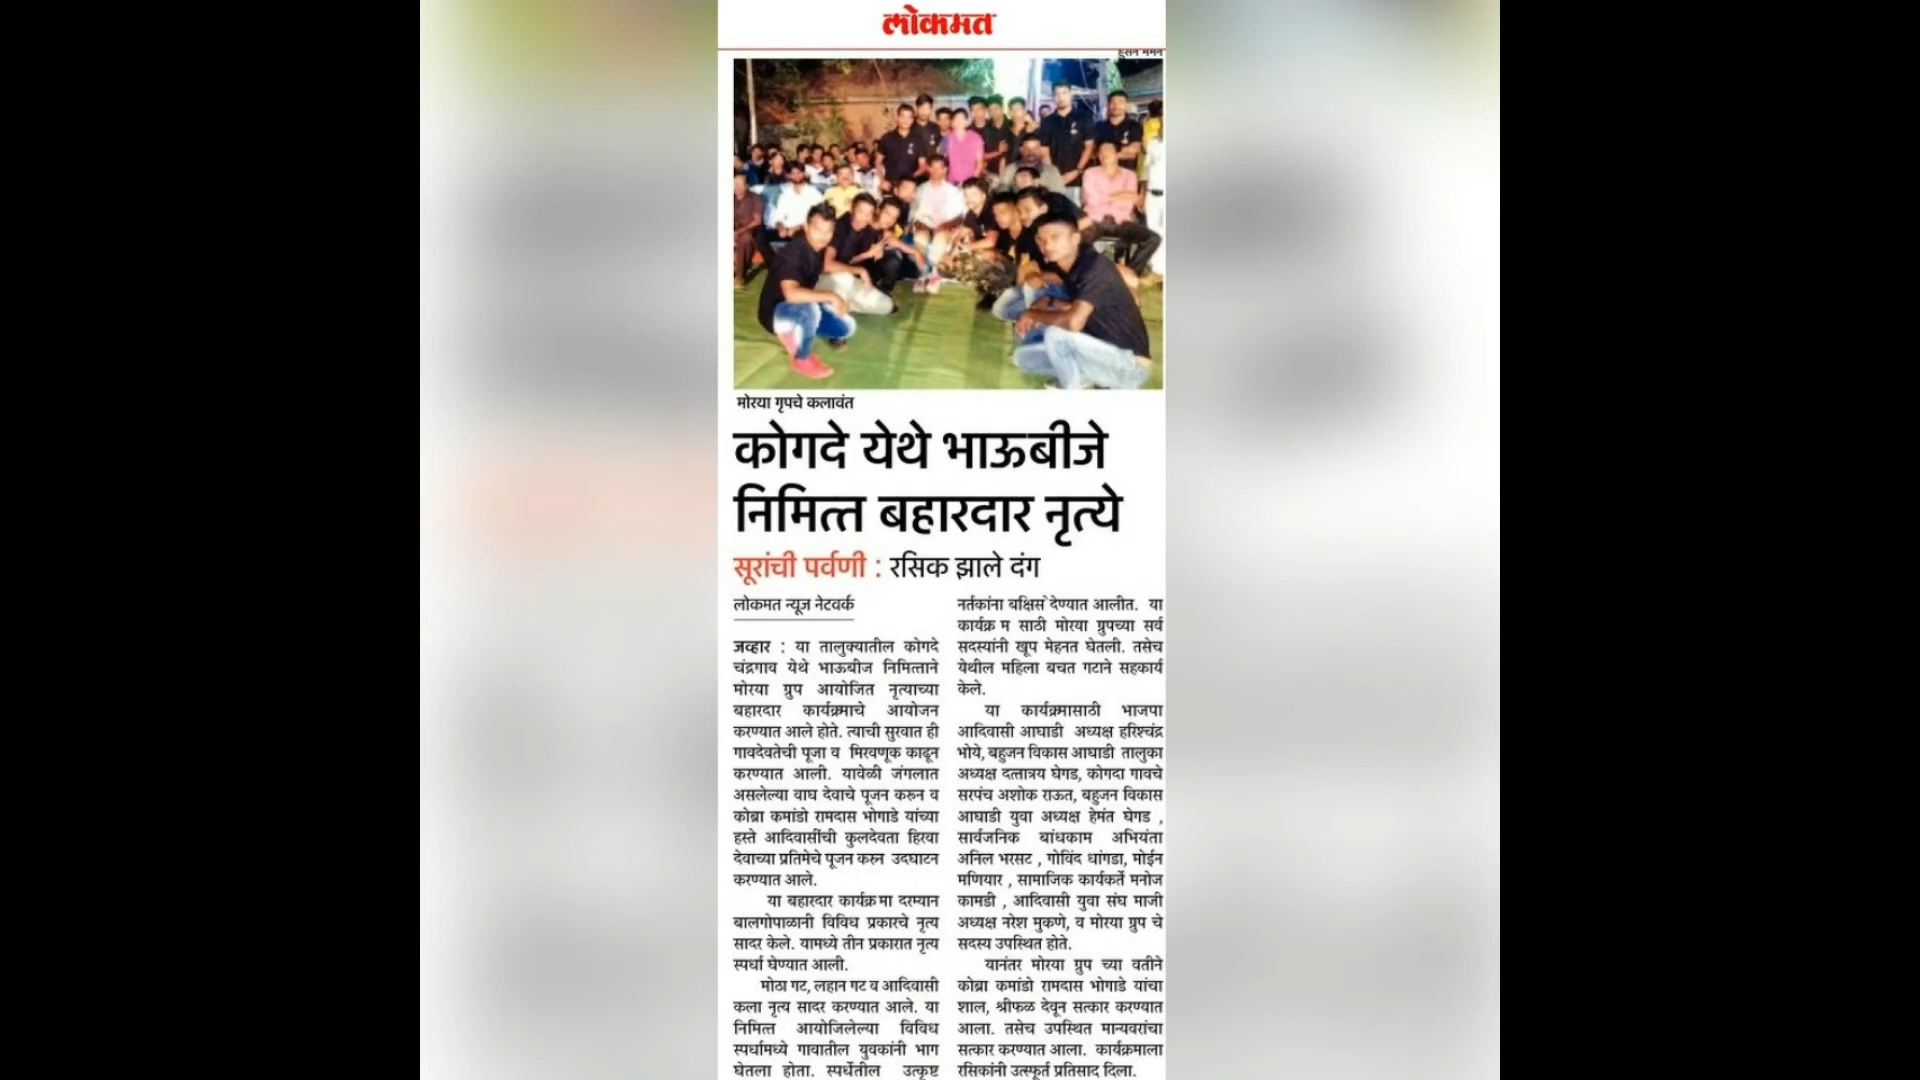 लोकमत
मोरया गृपचे कलावंत
कोगदे येथे भाऊबीजे
निमित्त बहारदार नृत्ये
सूरांची पर्वणी : रसिक झाले दंग
लोकमत न्यूज नेटवर्क
जव्हार : या तालुक्यातील कोगदे
चंद्रगाव येथे भाऊबीज निमित्ताने
मोरया ग्रुप आयोजित नृत्याच्या
बहारदार कार्यक्रमाचे आयोजन
करण्यात आले होते. त्याची सुरवात ही
गावदेवतेची पूजा व मिरवणूक काढून
करण्यात आली. यावेळी जंगलात
असलेल्या वाघ देवाचे पूजन करून व
कोब्रा कमांडो रामदास भोगाडे यांच्या
हस्ते आदिवासींची कुलदेवता हिरवा
देवाच्या प्रतिमेचे पूजन करुन उदघाटन
करण्यात आले.
या बहारदार कार्यक्र मा दरम्यान
बालगोपाळानी विविध प्रकारचे नृत्य
सादर केले. यामध्ये तीन प्रकारात नृत्य
स्पर्धा घेण्यात आली.
मोठा गट, लहान गट व आदिवासी
कला नृत्य सादर करण्यात आले. या
निमित्त आयोजिलेल्या विविध
स्पर्धामध्ये गावातील युवकांनी भाग
घेतला होता. स्पर्धेतील उत्कृष्ट
नर्तकांना बक्षिसे देण्यात आलीत. या
कार्यक्र म साठी मोरया ग्रुपच्या सर्व
सदस्यांनी खूप मेहनत घेतली. तसेच
येथील महिला बचत गटाने सहकार्य
केले.
या कार्यक्रमासाठी भाजपा
आदिवासी आघाडी अध्यक्ष हरिश्चंद्र
भोये, बहुजन विकास आघाडी तालुका
अध्यक्ष दत्तात्रय घेगड, कोगदा गावचे
सरपंच अशोक राऊत, बहुजन विकास
आघाडी युवा अध्यक्ष हेमंत घेगड ,
सार्वजनिक बांधकाम अभियंता
अनिल भरसट , गोविंद धांगडा, मोईन
मणियार , सामाजिक कार्यकर्ते मनोज
कामडी , आदिवासी युवा संघ माजी
अध्यक्ष नरेश मुकणे, व मोरया ग्रुप चे
सदस्य उपस्थित होते.
यानंतर मोरया ग्रुप च्या वतीने
कोब्रा कमांडो रामदास भोगाडे यांचा
शाल, श्रीफळ देवून सत्कार करण्यात
आला. तसेच उपस्थित मान्यवरांचा
सत्कार करण्यात आला. कार्यक्रमाला
रसिकांनी उत्स्फूर्त प्रतिसाद दिला.